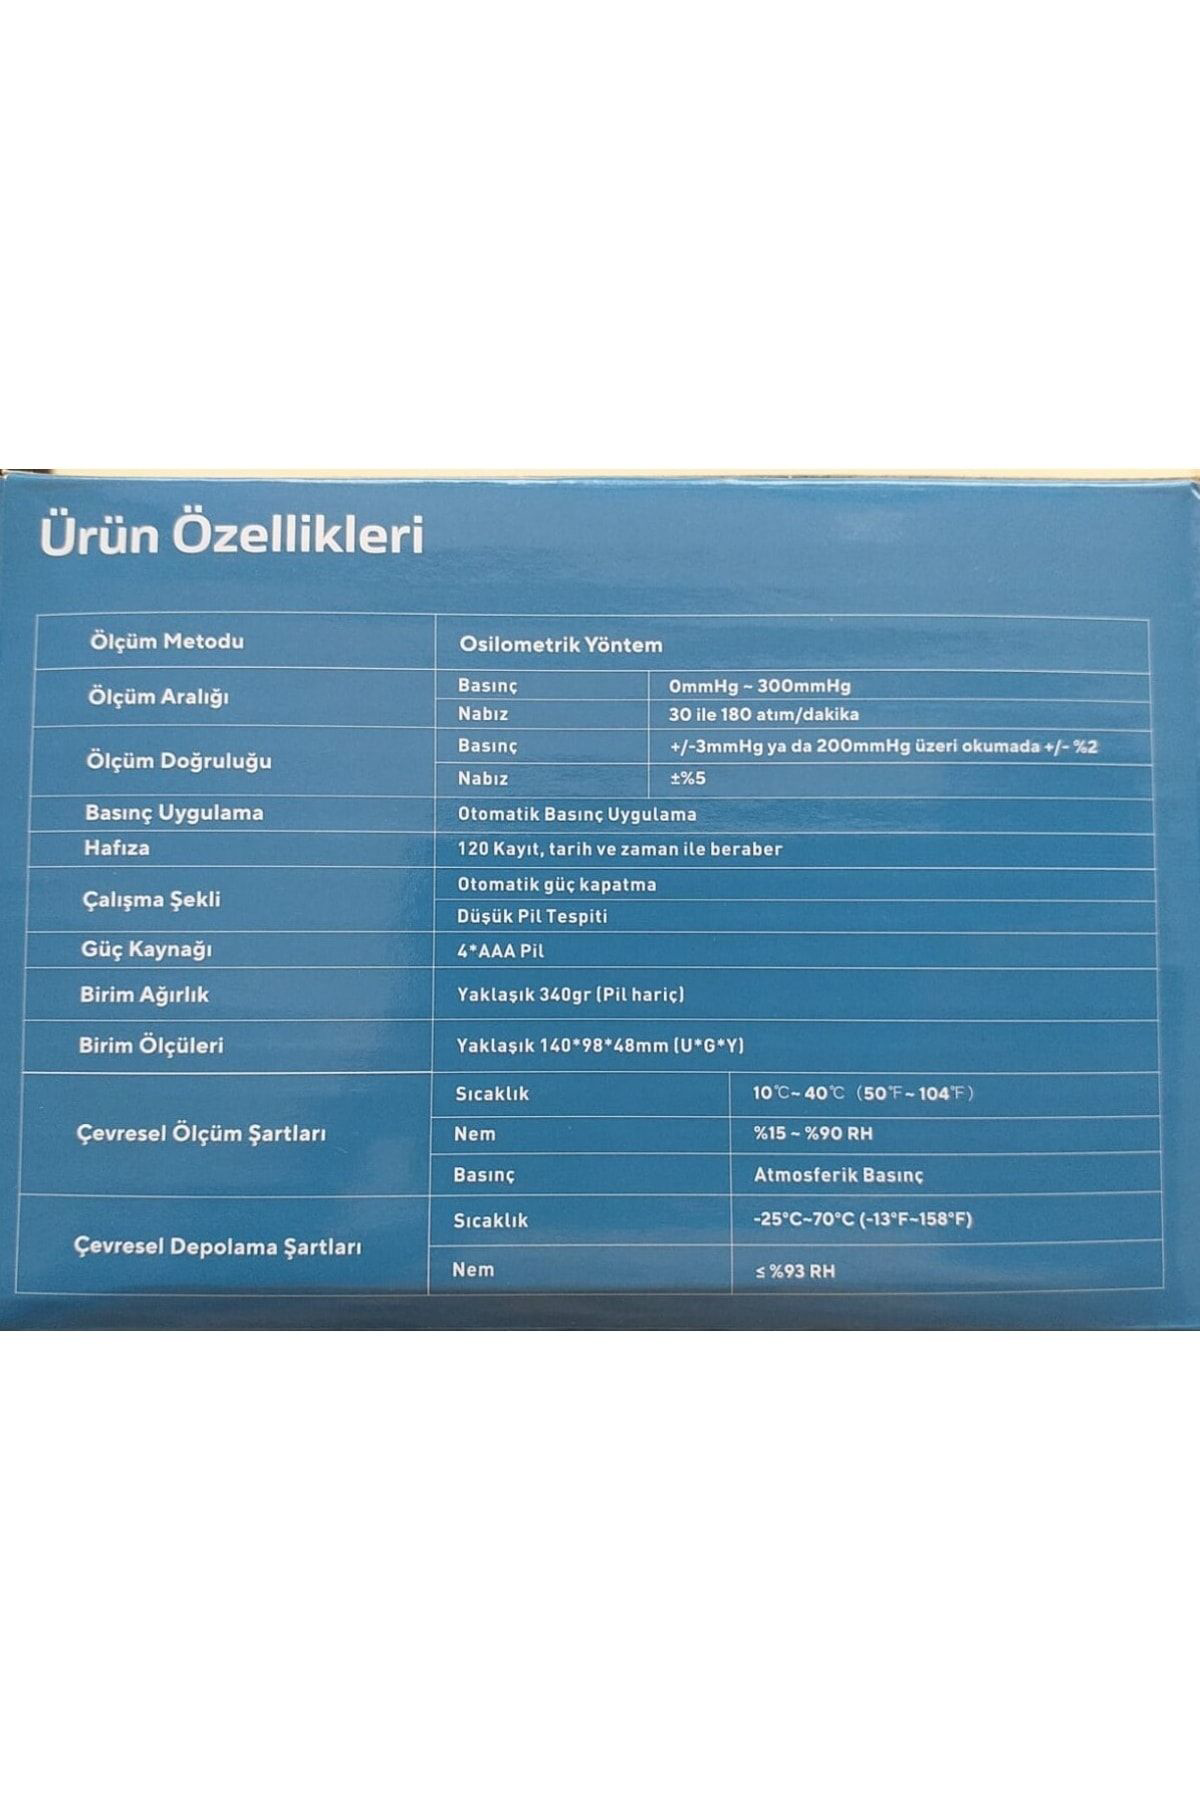 Ürün Özellikleri
Ölçüm Metodu Osilometrik Yöntem
Ölçüm Aralığı
Basınç 0mmHg ~ 300mmHg
Nabız 30 ile 180 atım/dakika
Ölçüm Doğruluğu
Basınç +/-3mmHg ya da 200mmHg üzeri okumada +/- %2
Nabız ±%5
Basınç Uygulama Otomatik Basınç Uygulama
Hafıza 120 Kayıt, tarih ve zaman ile beraber
Çalışma Şekli
Otomatik güç kapatma
Düşük Pil Tespiti
Güç Kaynağı 4*AAA Pil
Birim Ağırlık Yaklaşık 340gr (Pil hariç)
Birim Ölçüleri Yaklaşık 140*98*48mm (U*G*Y)
Çevresel Ölçüm Şartları
Sıcaklık 10℃~ 40℃ (50℉~ 104℉)
Nem %15 ~ %90 RH
Basınç Atmosferik Basınç
Çevresel Depolama Şartları
Sıcaklık -25°C~70°C (-13°F~158°F)
Nem ≤ %93 RH